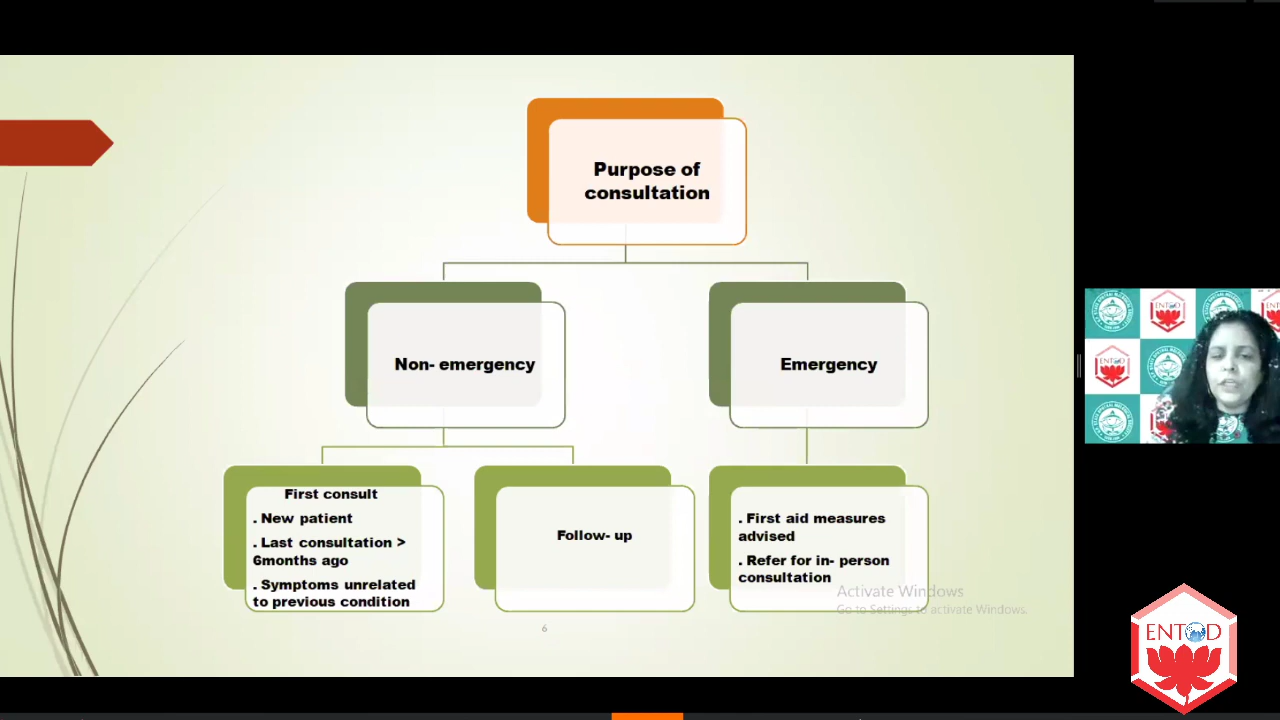 Purpose of
consultation
Non- emergency
Emergency
First consult
. New patient
. Last consultation >
6months ago
. Symptoms unrelated
to previous condition
Follow- up
. First aid measures
advised
. Refer for in- person
consultation
Activate Windows
Go to Settings to activate Windows.
6
ENTOD